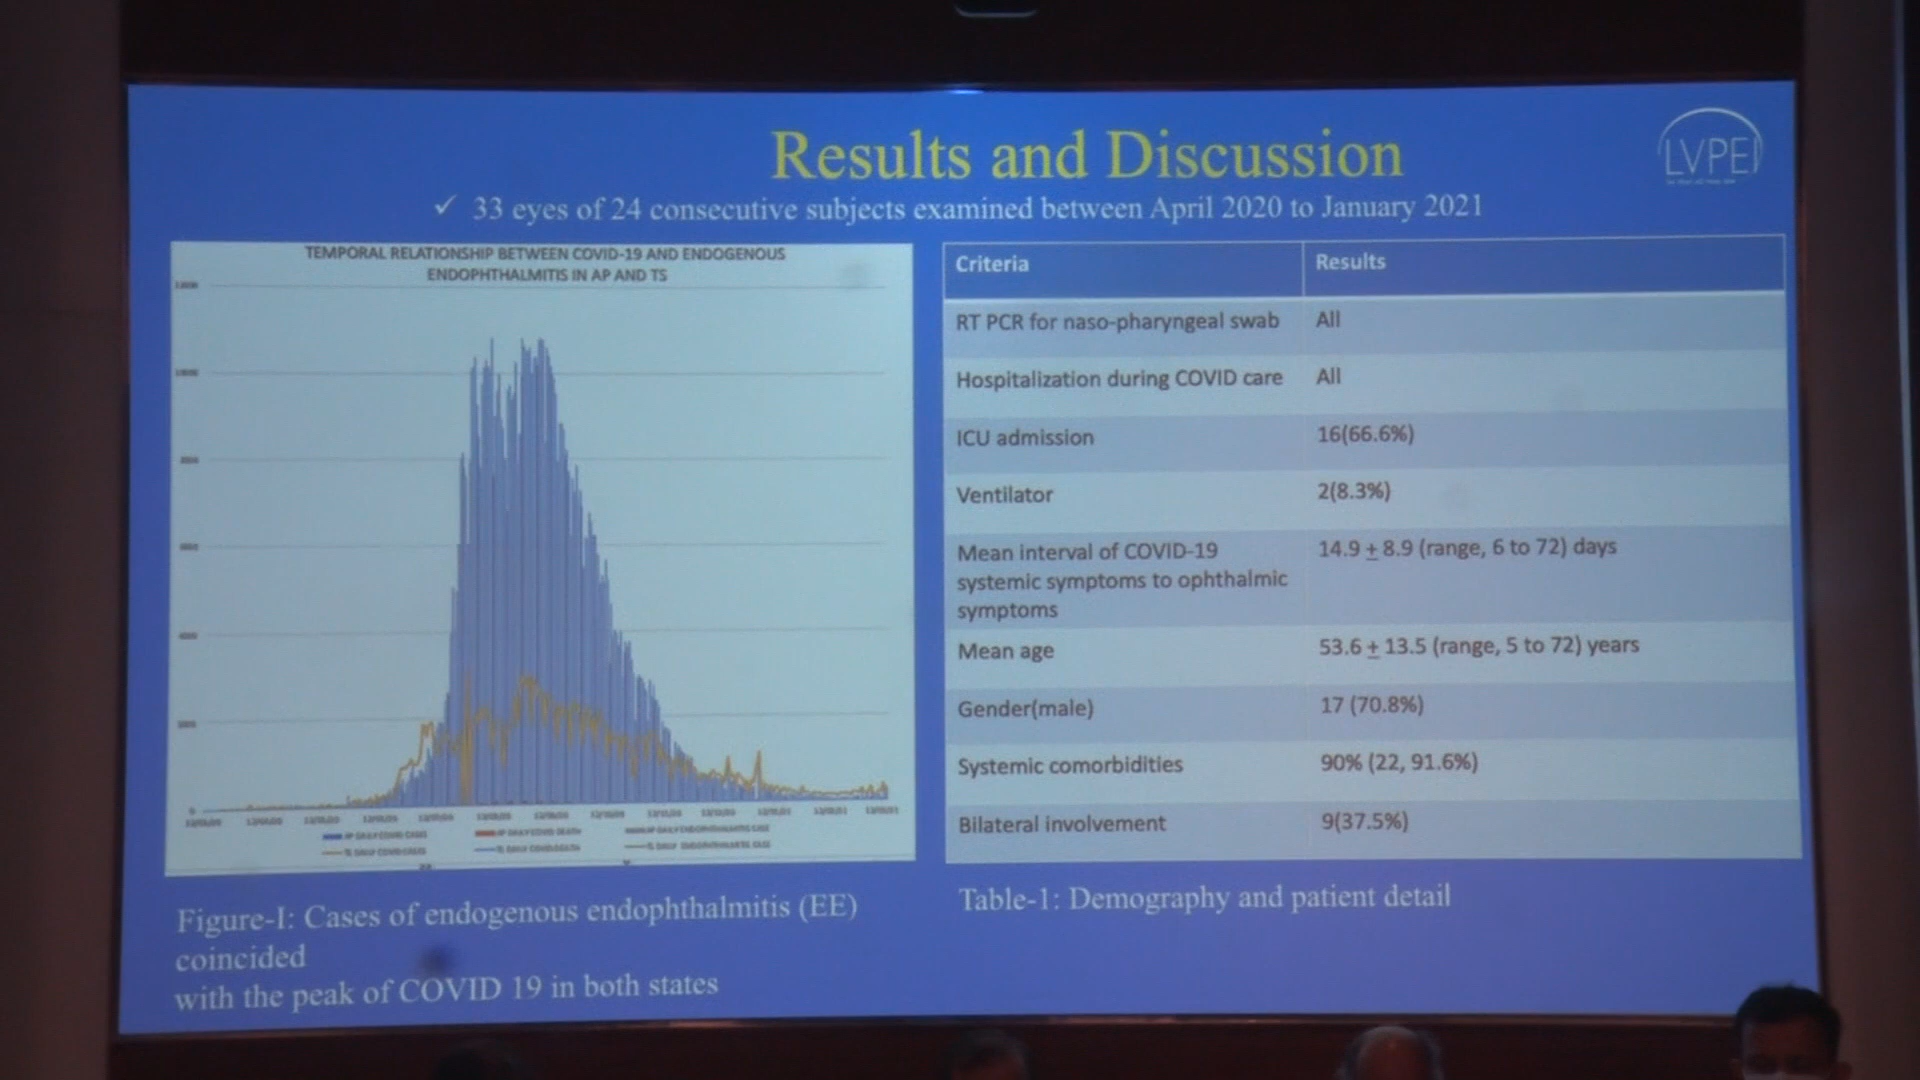 Results and Discussion
LVPEI
✓ 33 eyes of 24 consecutive subjects examined between April 2020 to January 2021
TEMPORAL RELATIONSHIP BETWEEN COVID-19 AND ENDOGENOUS
ENDOPHTHALMITIS IN AP AND TS
Figure-I: Cases of endogenous endophthalmitis (EE)
coincided
with the peak of COVID 19 in both states
Criteria Results
RT PCR for naso-pharyngeal swab All
Hospitalization during COVID care All
ICU admission 16(66.6%)
Ventilator 2(8.3%)
Mean interval of COVID-19 14.9 ± 8.9 (range, 6 to 72) days
systemic symptoms to ophthalmic
symptoms
Mean age 53.6 ± 13.5 (range, 5 to 72) years
Gender(male) 17 (70.8%)
Systemic comorbidities 90% (22, 91.6%)
Bilateral involvement 9(37.5%)
Table-1: Demography and patient detail